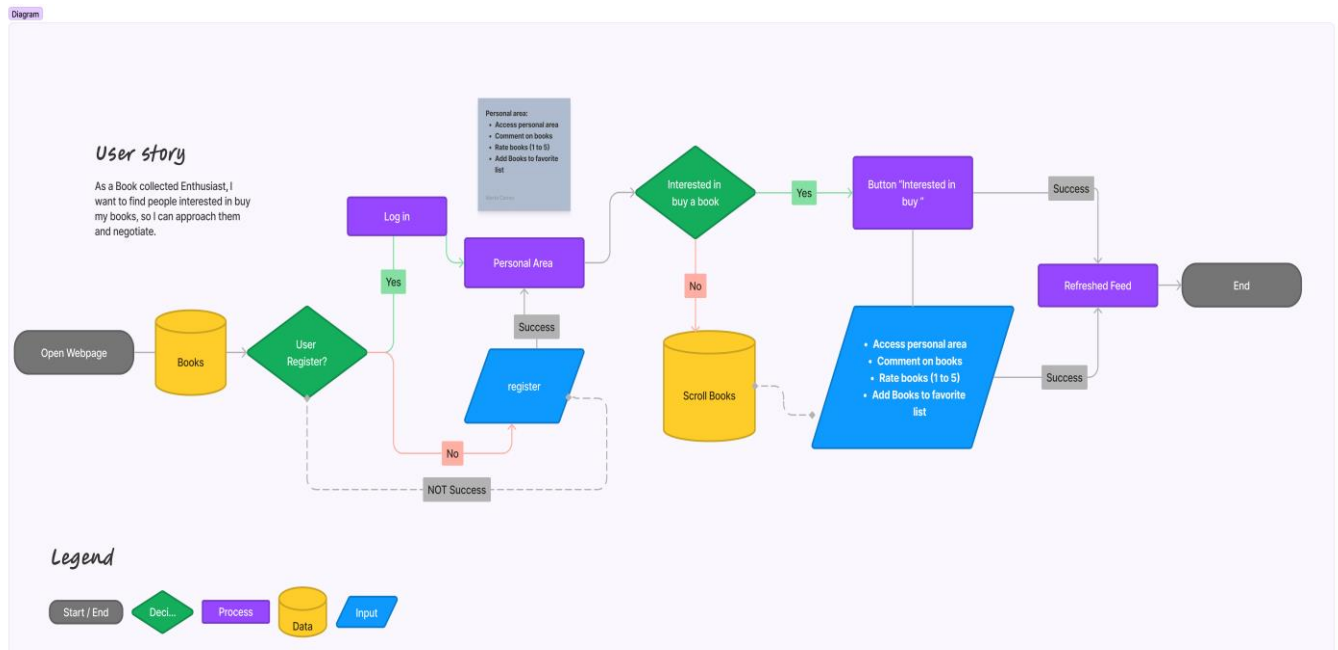 Diagram
User story
As a Book collected Enthusiast, I
want to find people interested in buy
my books, so I can approach them
and negotiate.
Personal area:
• Access personal area
• Comment on books
• Rate books (1 to 5)
• Add Books to favorite
list
Log in
Yes
Personal Area
Success
Open Webpage
Books
User
Register?
register
No
NOT Success
Interested in
buy a book
Yes
No
Button "Interested in
buy "
Success
Refreshed Feed
End
Scroll Books
• Access personal area
• Comment on books
• Rate books (1 to 5)
• Add Books to favorite
list
Success
Legend
Start / End
Deci...
Process
Data
Input